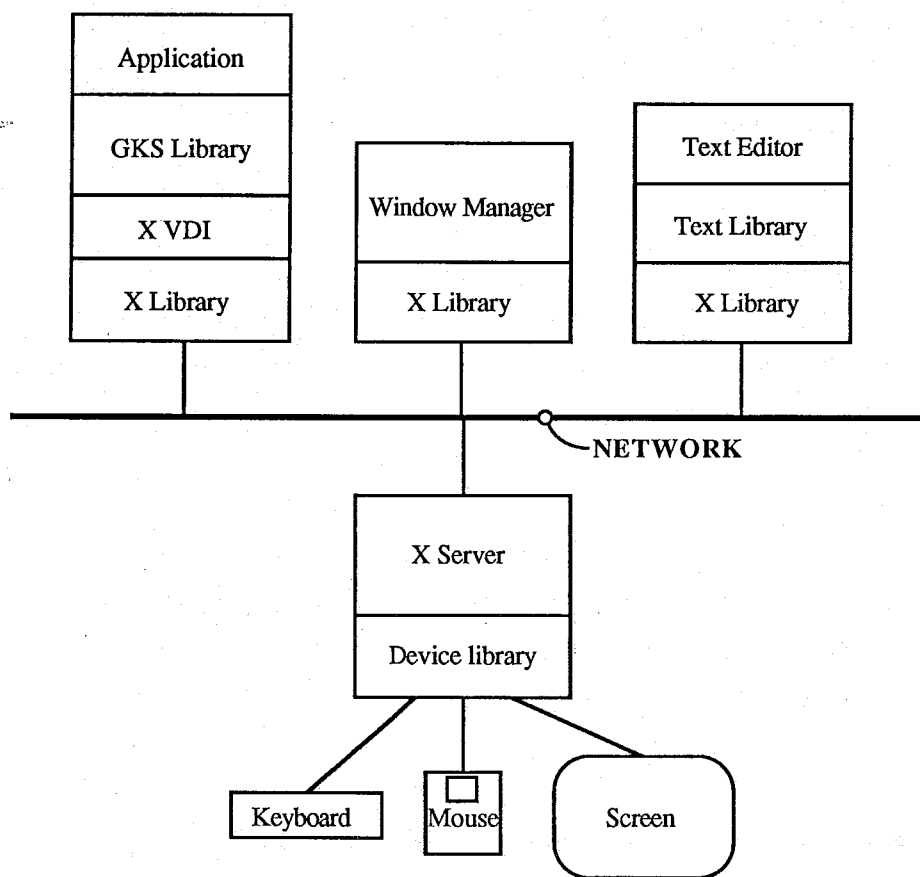 Application
GKS Library
X VDI
X Library
Window Manager
X Library
Text Editor
Text Library
X Library
NETWORK
X Server
Device library
Keyboard
Mouse
Screen